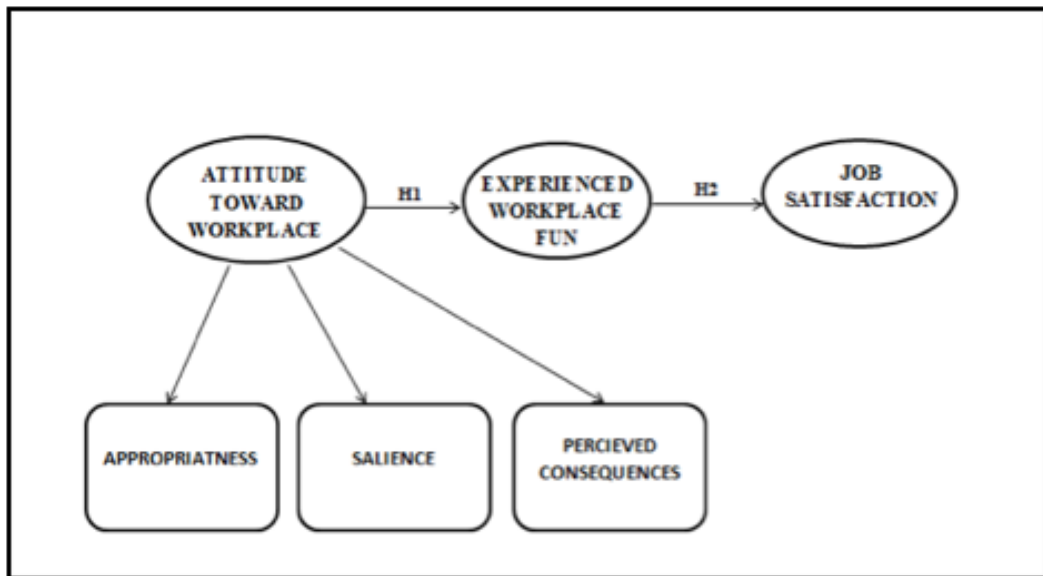 ATTITUDE
TOWARD
WORKPLACE
H1
EXPERIENCED
WORKPLACE
FUN
H2
JOB
SATISFACTION
APPROPRIATNESS
SALIENCE
PERCIEVED
CONSEQUENCES